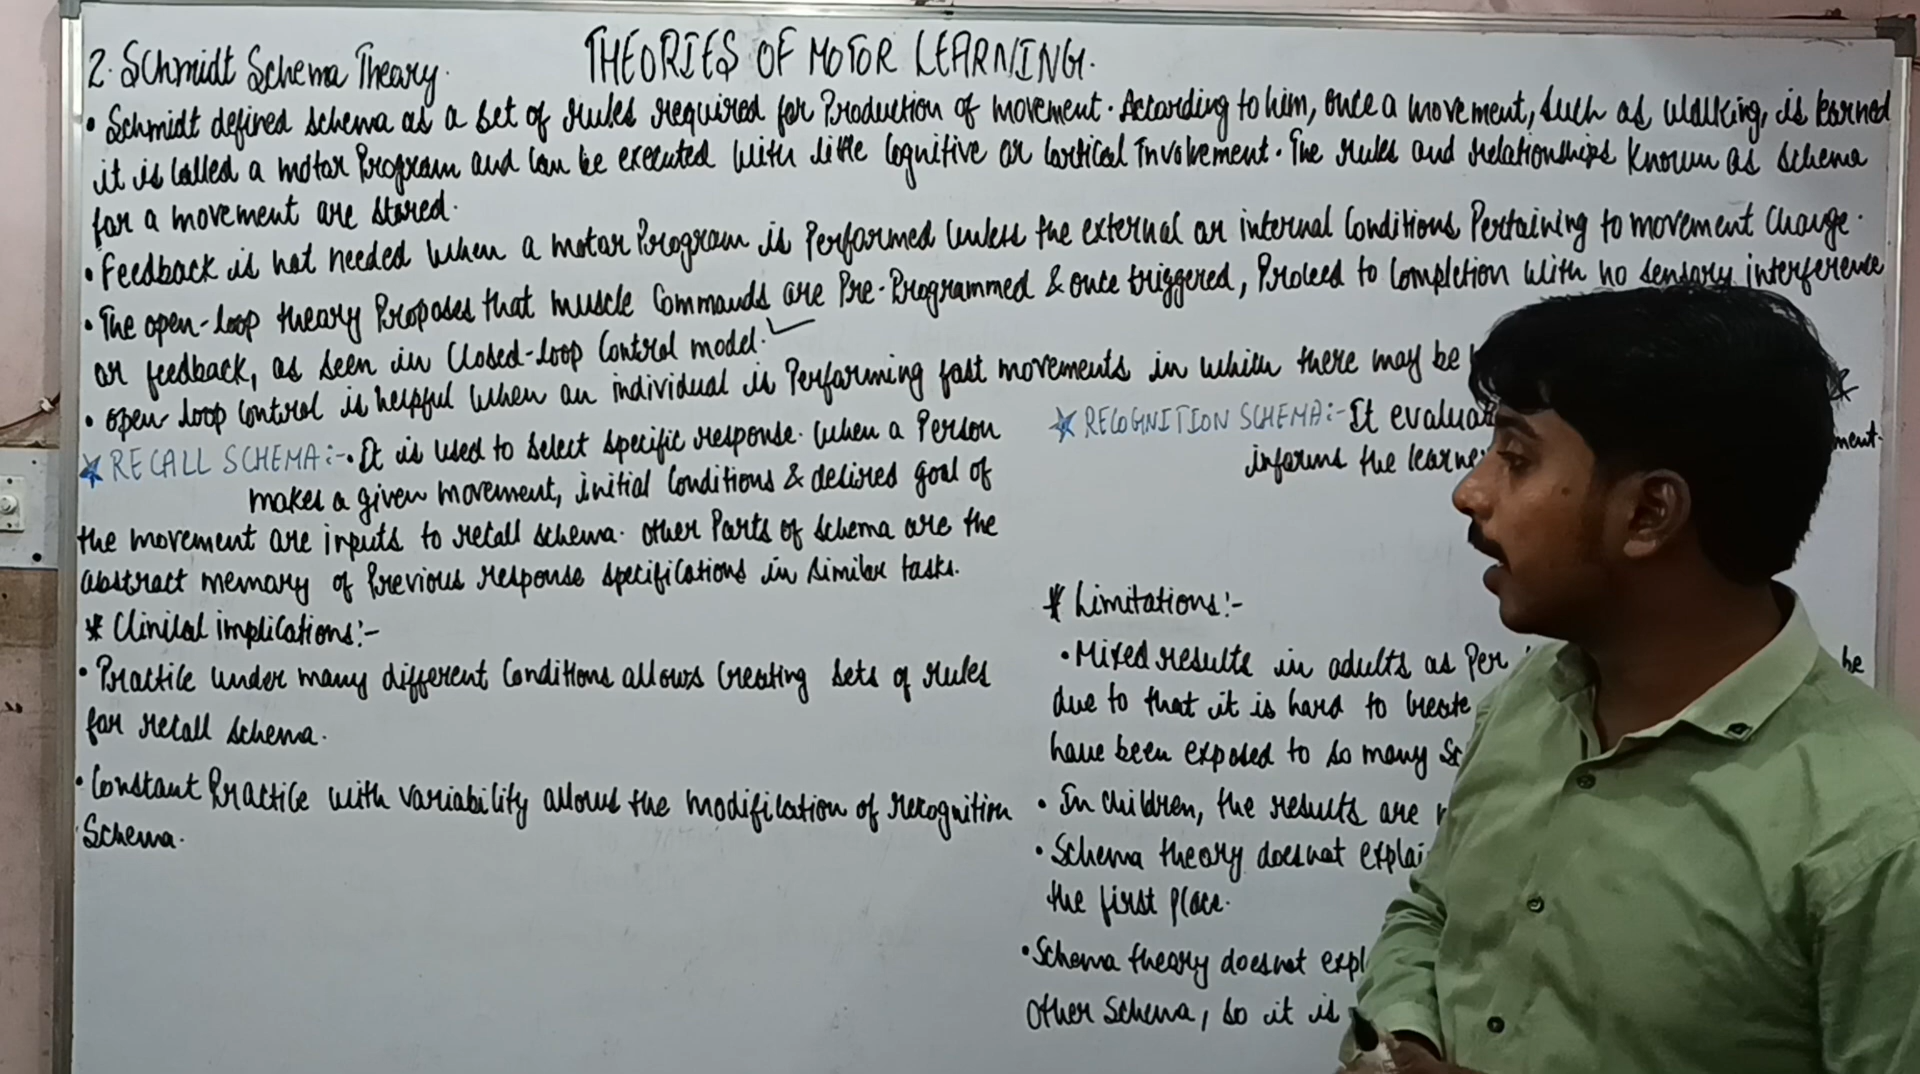 THEORIES OF MOTOR LEARNING.
2. Schmidt Schema Theory.
• Schmidt defined schema as a set of rules required for Production of movement. According to him, once a movement, such as walking, is learned
it is called a motor Program and can be executed with little Cognitive or Cortical Involvement. The rules and relationships known as Schema
for a movement are stored.
• Feedback is not needed when a motor Program is Performed unless the external or internal Conditions Pertaining to movement Change.
• The open-loop theory Proposes that muscle Commands are Pre-Programmed & once triggered, Proceed to Completion with no sensory interference
or feedback, as seen in Closed-loop Control model.
• open-loop control is helpful when an individual is Performing fast movements in which there may be
★ RECALL SCHEMA:-• It is used to select specific response. When a Person
makes a given movement, initial Conditions & desired goal of
the movement are inputs to recall schema. Other Parts of schema are the
abstract memory of Previous response specifications in similar tasks.
* Clinical implications:-
• Practice under many different Conditions allows Creating sets of rules
for recall schema.
• Constant Practice with variability allows the modification of recognition
Schema.
★ RECOGNITION SCHEMA:- It
informs the
ment.
* Limitations:-
• Mixed results in adults as Per
be
due to that it is hard to create
have been exposed to so many
• In children, the results are
• Schema theory doesnot
the first place.
• Schema theory doesnot
other Schema, so it is